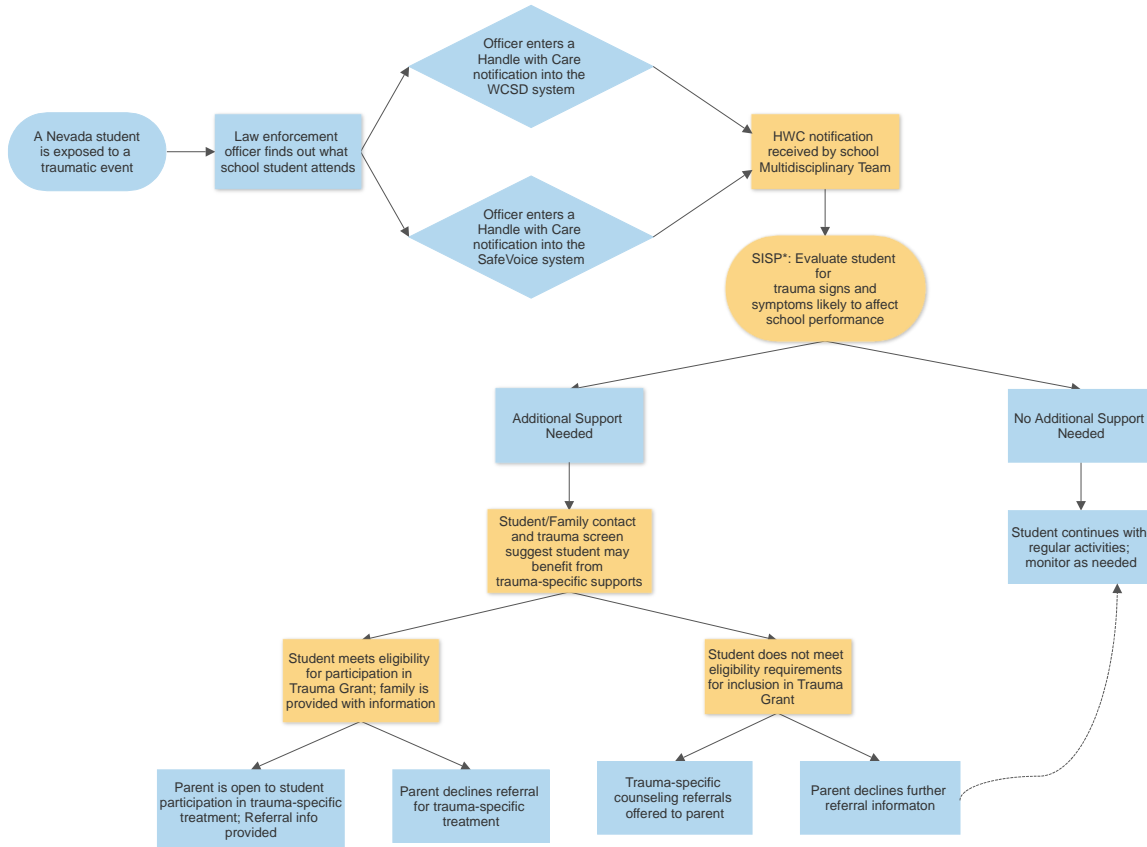 Officer enters a
Handle with Care
notification into the
WCSD system
A Nevada student
is exposed to a
traumatic event
Law enforcement
officer finds out what
school student attends
HWC notification
received by school
Multidisciplinary Team
Officer enters a
Handle with Care
notification into the
SafeVoice system
SISP*: Evaluate student
for
trauma signs and
symptoms likely to affect
school performance
Additional Support
Needed
No Additional Support
Needed
Student/Family contact
and trauma screen
suggest student may
benefit from
trauma-specific supports
Student continues with
regular activities;
monitor as needed
Student meets eligibility
for participation in
Trauma Grant; family is
provided with information
Student does not meet
eligibility requirements
for inclusion in Trauma
Grant
Parent is open to student
participation in trauma-specific
treatment; Referral info
provided
Parent declines referral
for trauma-specific
treatment
Trauma-specific
counseling referrals
offered to parent
Parent declines further
referral informaton